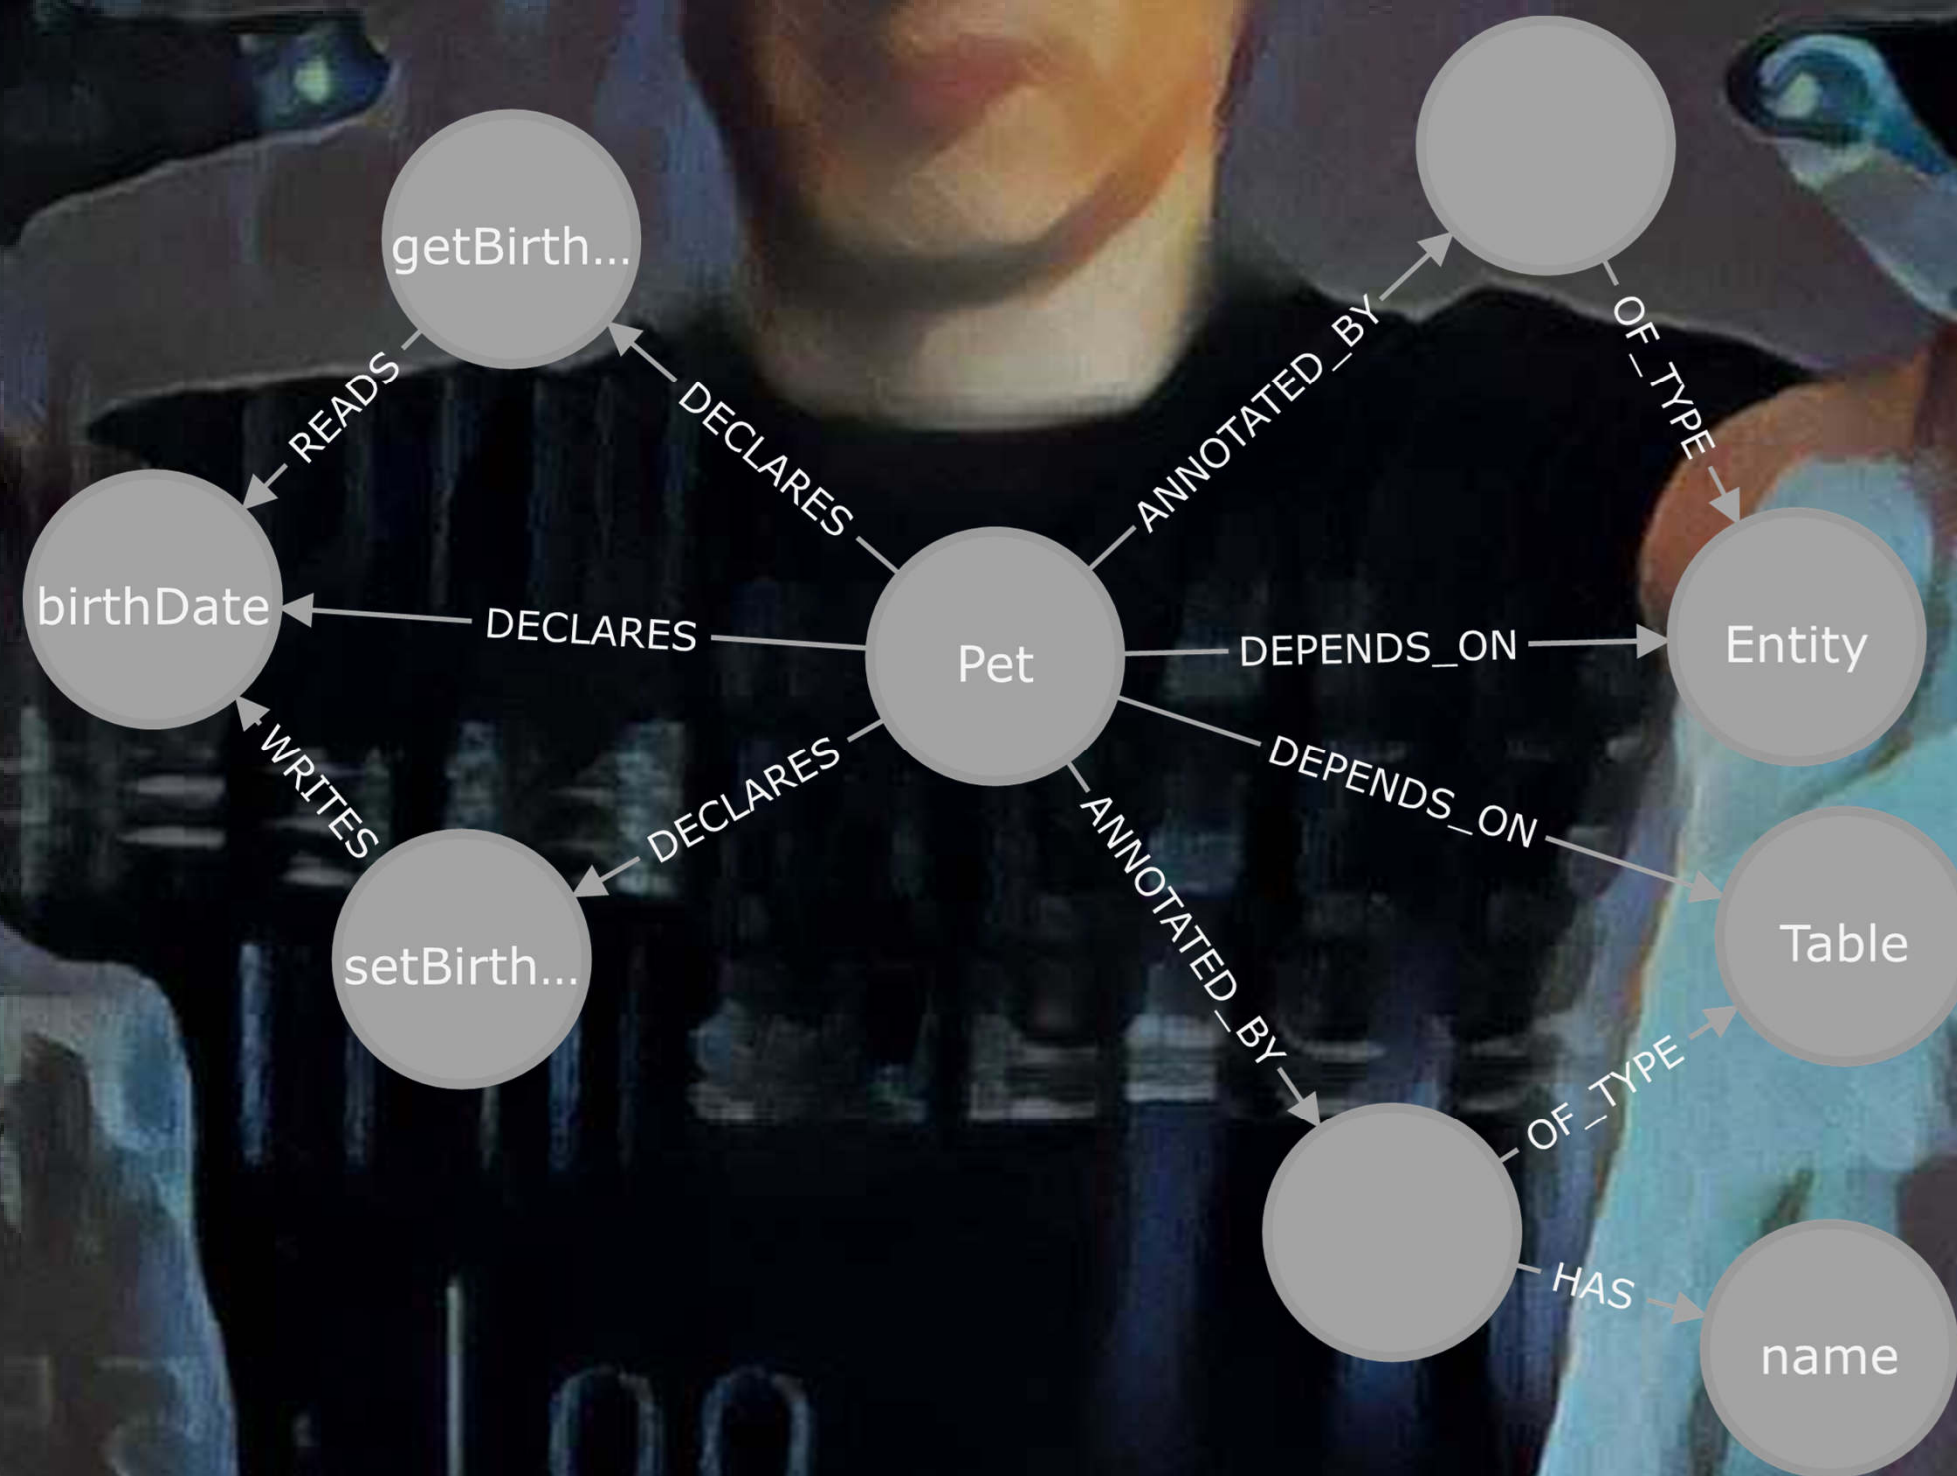 getBirth...
OF_TYPE
ANNOTATED_BY
READS
DECLARES
birthDate
DECLARES
Pet
DEPENDS_ON
Entity
WRITES
DECLARES
DEPENDS_ON
Table
setBirth...
ANNOTATED_BY
OF_TYPE
HAS
name